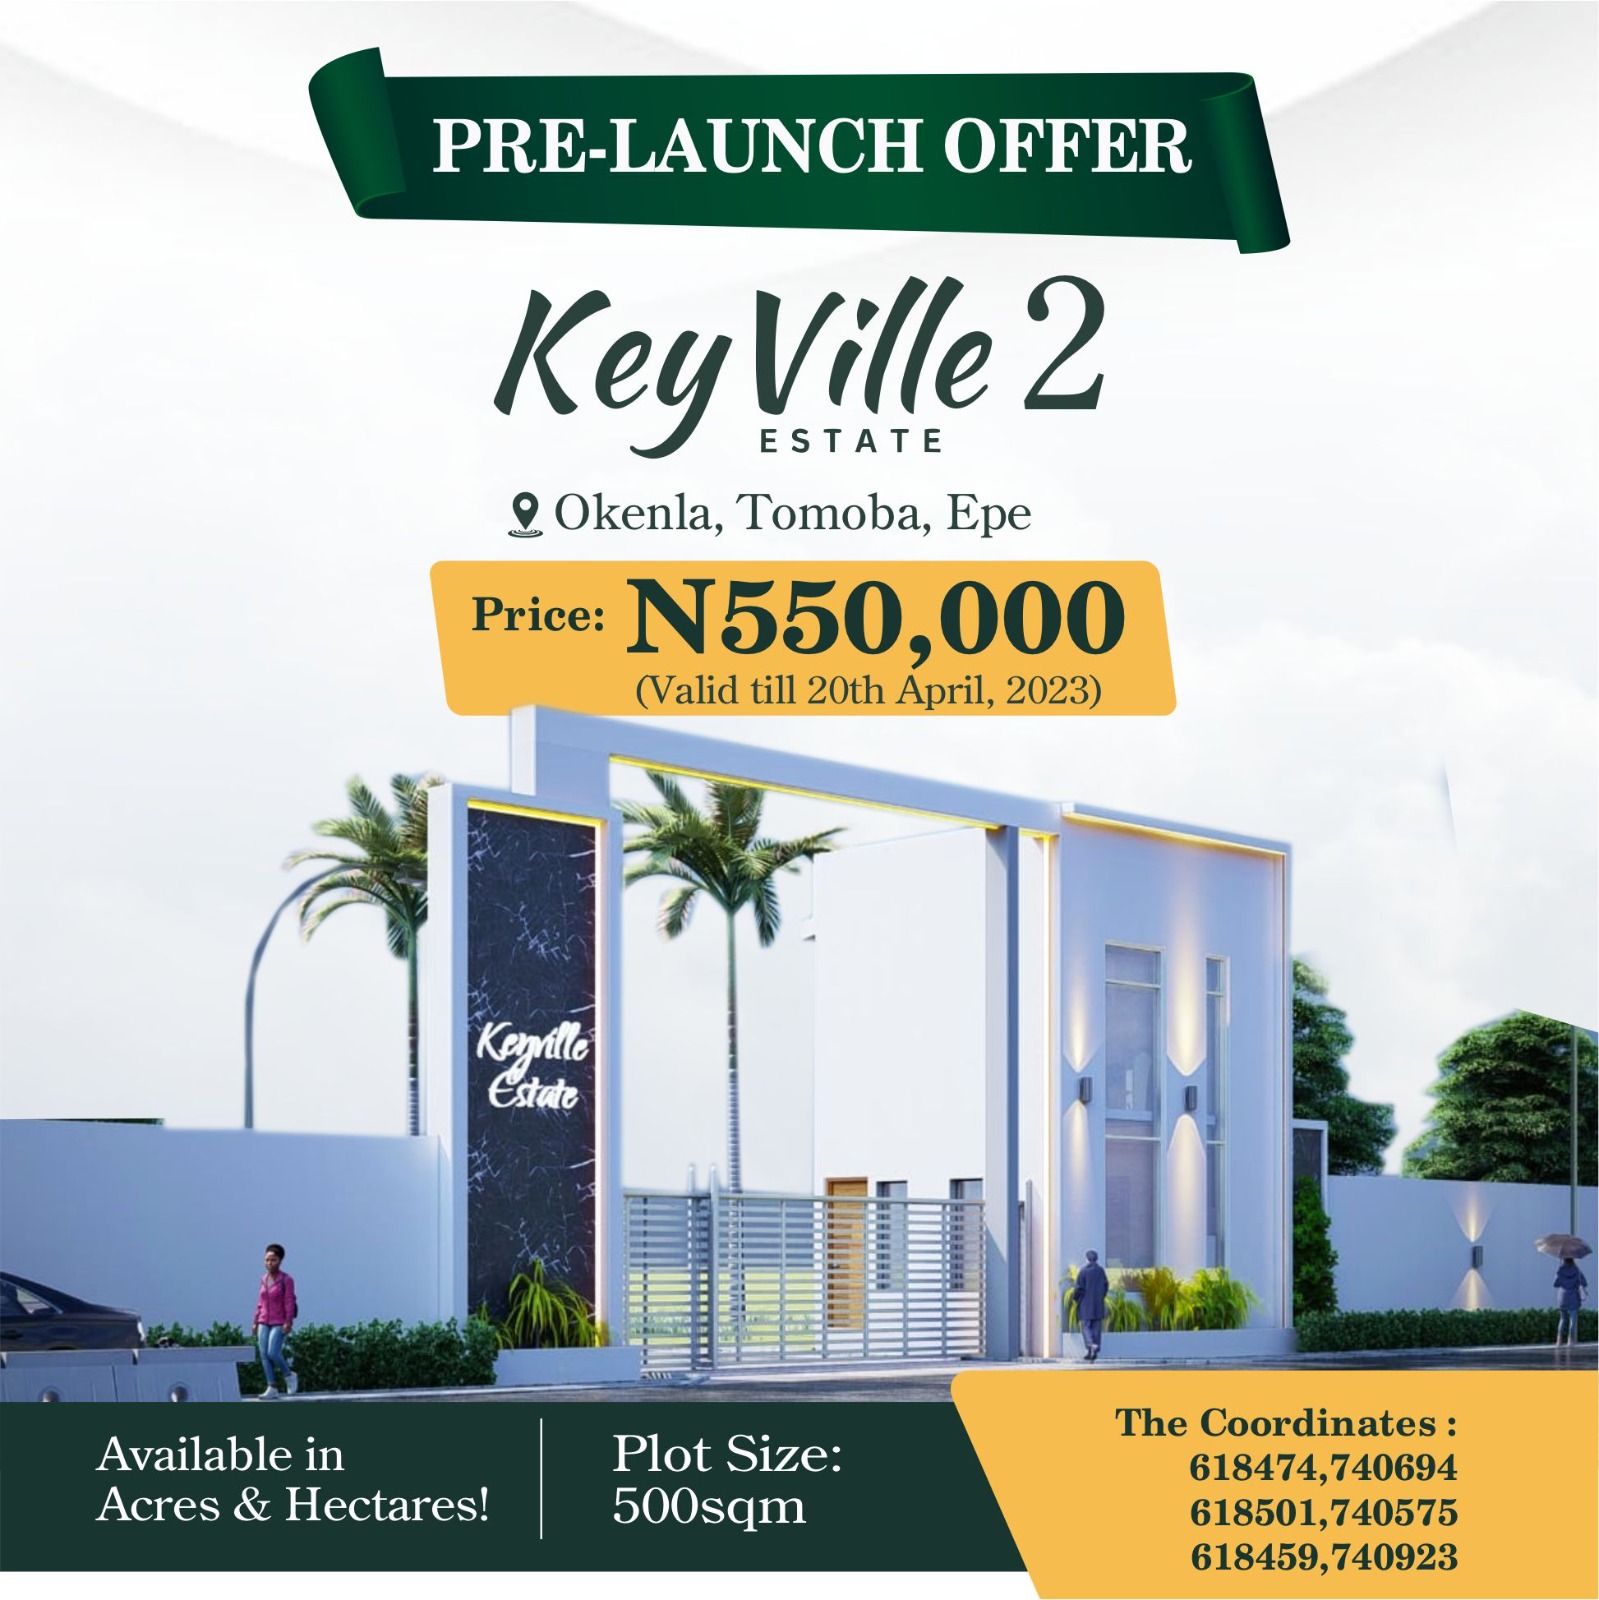 PRE-LAUNCH OFFER
KeyVille 2
ESTATE
Okenla, Tomoba, Epe
Price: N550,000
(Valid till 20th April, 2023)
Keyville
Estate
Available in
Acres & Hectares!
Plot Size:
500sqm
The Coordinates :
618474,740694
618501,740575
618459,740923